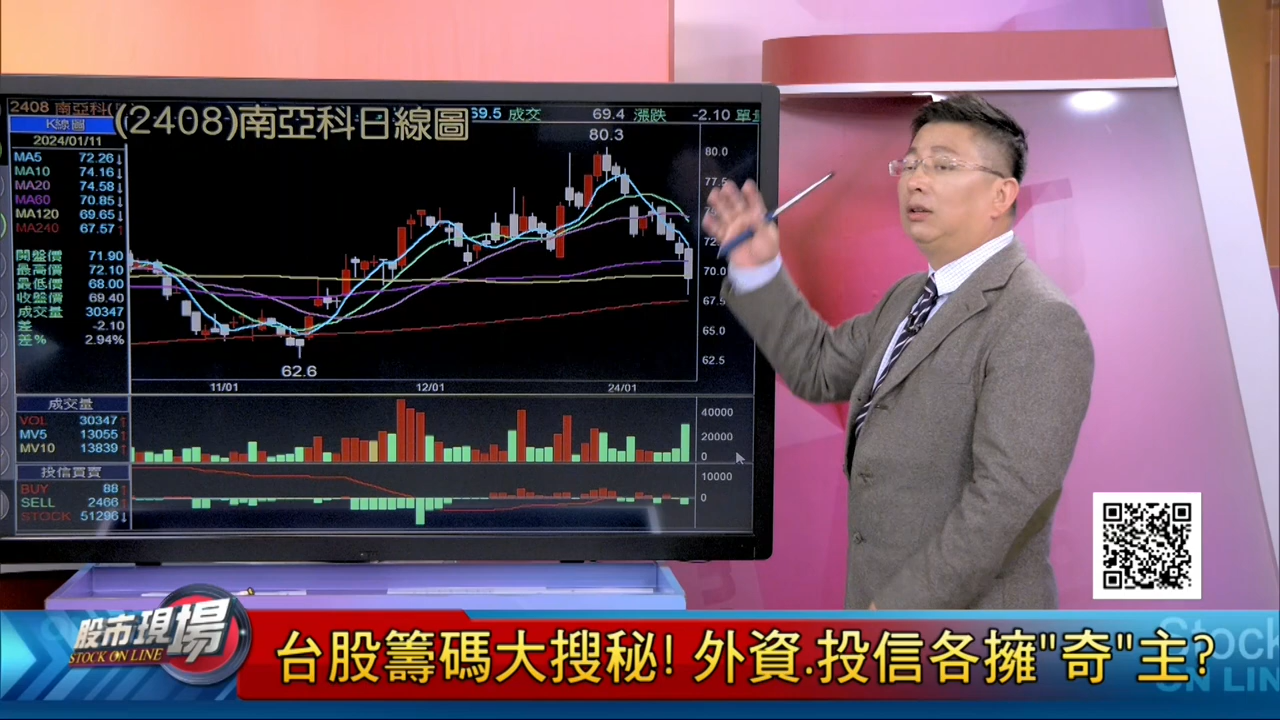 2408 南亞科(
(2408)南亞科日線圖
69.5 成交 69.4 漲跌 -2.10 單量
K線圖
2024/01/11
MA5 72.26↓
MA10 74.16↓
MA20 74.58↓
MA60 70.85↓
MA120 69.65↓
MA240 67.57↑
開盤價 71.90
最高價 72.10
最低價 68.00
收盤價 69.40
成交量 30347
差 -2.10
差% 2.94%
80.3
62.6
80.0
77.5
72.
70.0
67.5
65.0
62.5
11/01 12/01 24/01
成交量
VOL 30347↑
MV5 13055↑
MV10 13839↑
40000
20000
0
投信買賣
BUY 88↑
SELL 2466↑
STOCK 51296↓
10000
0
股市現場
STOCK ON LINE
台股籌碼大搜秘! 外資.投信各擁"奇"主?
Stock
ON LIN